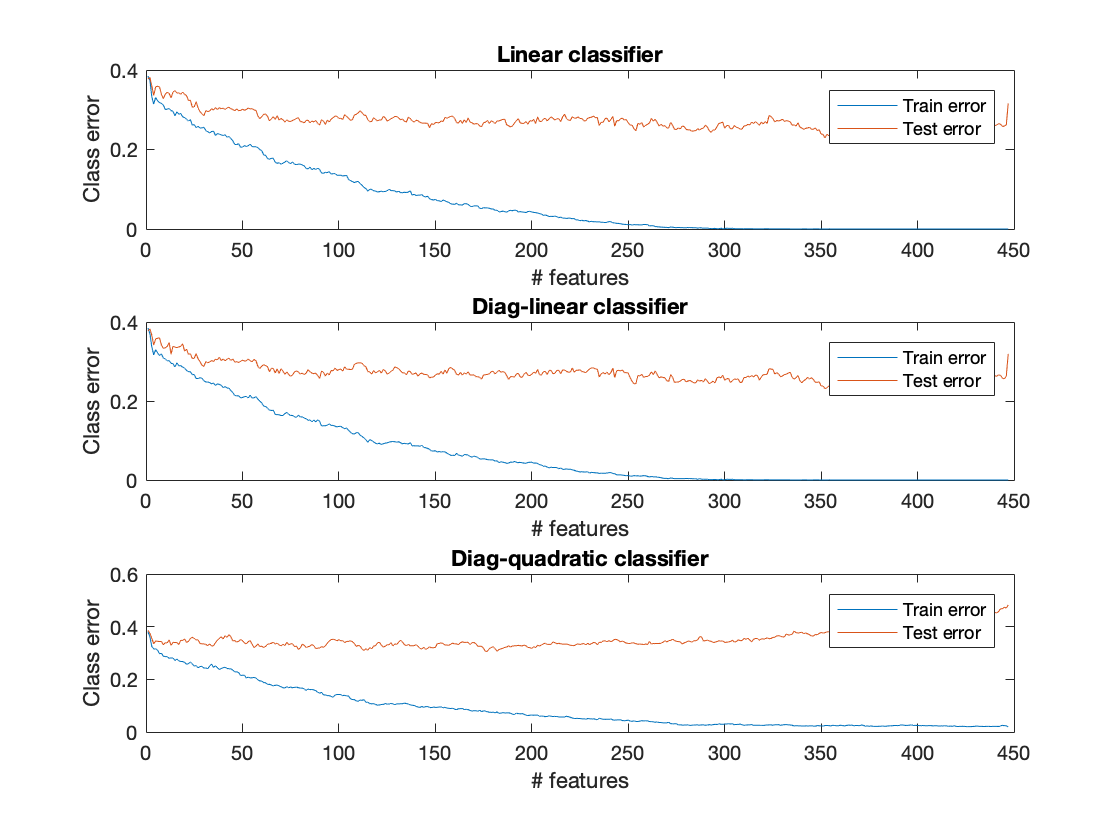 Linear classifier
0.4
0.2
0
Class error
Train error
Test error
0 50 100 150 200 250 300 350 400 450
# features
Diag-linear classifier
0.4
0.2
0
Class error
Train error
Test error
0 50 100 150 200 250 300 350 400 450
# features
Diag-quadratic classifier
0.6
0.4
0.2
0
Class error
Train error
Test error
0 50 100 150 200 250 300 350 400 450
# features